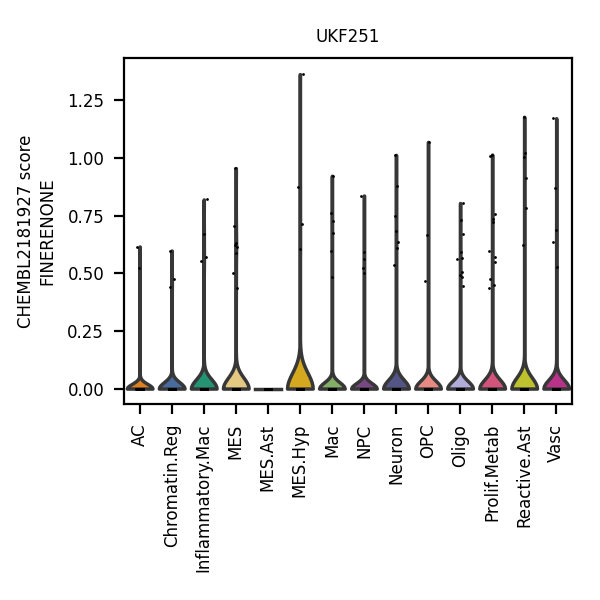 UKF251
CHEMBL2181927 score
FINERENONE
1.25
1.00
0.75
0.50
0.25
0.00
AC
Chromatin.Reg
Inflammatory.Mac
MES
MES.Ast
MES.Hyp
Mac
NPC
Neuron
OPC
Oligo
Prolif.Metab
Reactive.Ast
Vasc